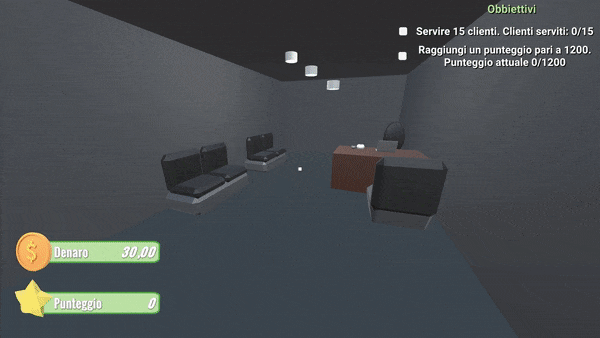 Obbiettivi
Servire 15 clienti. Clienti serviti: 0/15
Raggiungi un punteggio pari a 1200.
Punteggio attuale 0/1200
Denaro 30,00
Punteggio 0